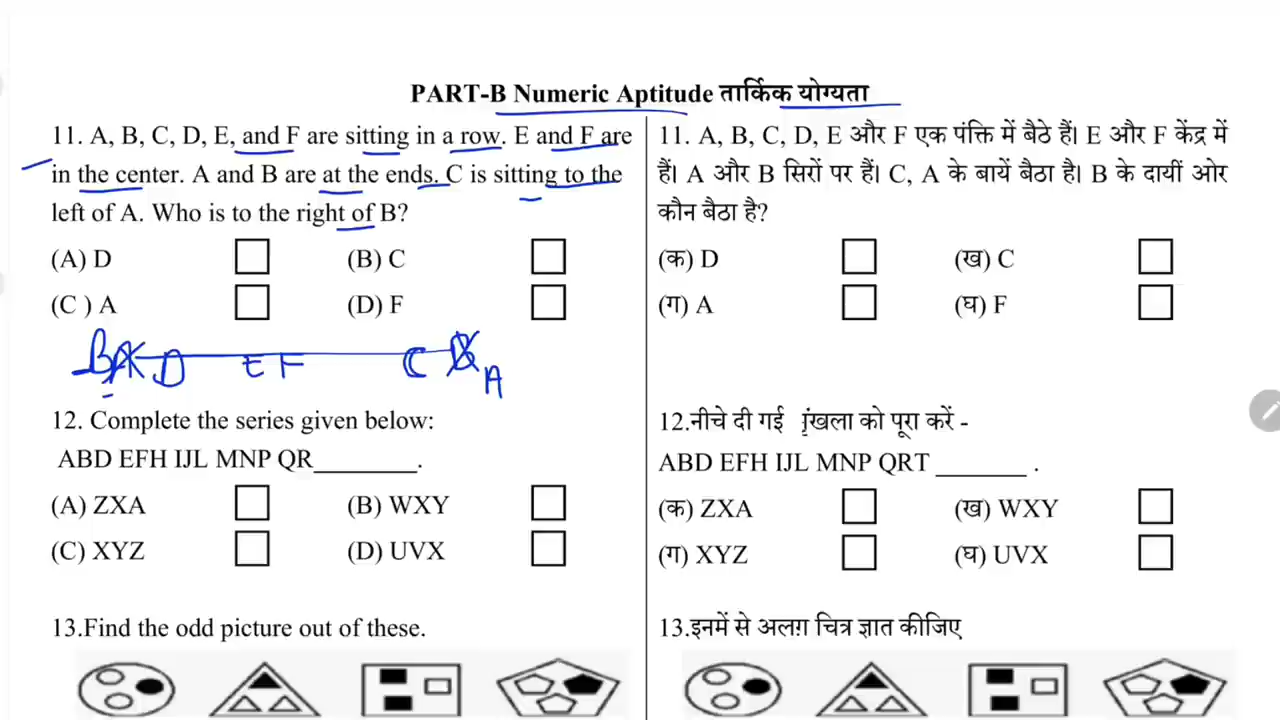 PART-B Numeric Aptitude तार्किक योग्यता
11. A, B, C, D, E, and F are sitting in a row. E and F are
in the center. A and B are at the ends. C is sitting to the
left of A. Who is to the right of B?
(A) D
(B) C
(C ) A
(D) F
B A D E F C B A
12. Complete the series given below:
ABD EFH IJL MNP QR________.
(A) ZXA
(B) WXY
(C) XYZ
(D) UVX
13.Find the odd picture out of these.
11. A, B, C, D, E और F एक पंक्ति में बैठे हैं। E और F केंद्र में
हैं। A और B सिरों पर हैं। C, A के बायें बैठा है। B के दायीं ओर
कौन बैठा है?
(क) D
(ख) C
(ग) A
(घ) F
12.नीचे दी गई ृंखला को पूरा करें -
ABD EFH IJL MNP QRT _______ .
(क) ZXA
(ख) WXY
(ग) XYZ
(घ) UVX
13.इनमें से अलग़ चित्र ज्ञात कीजिए